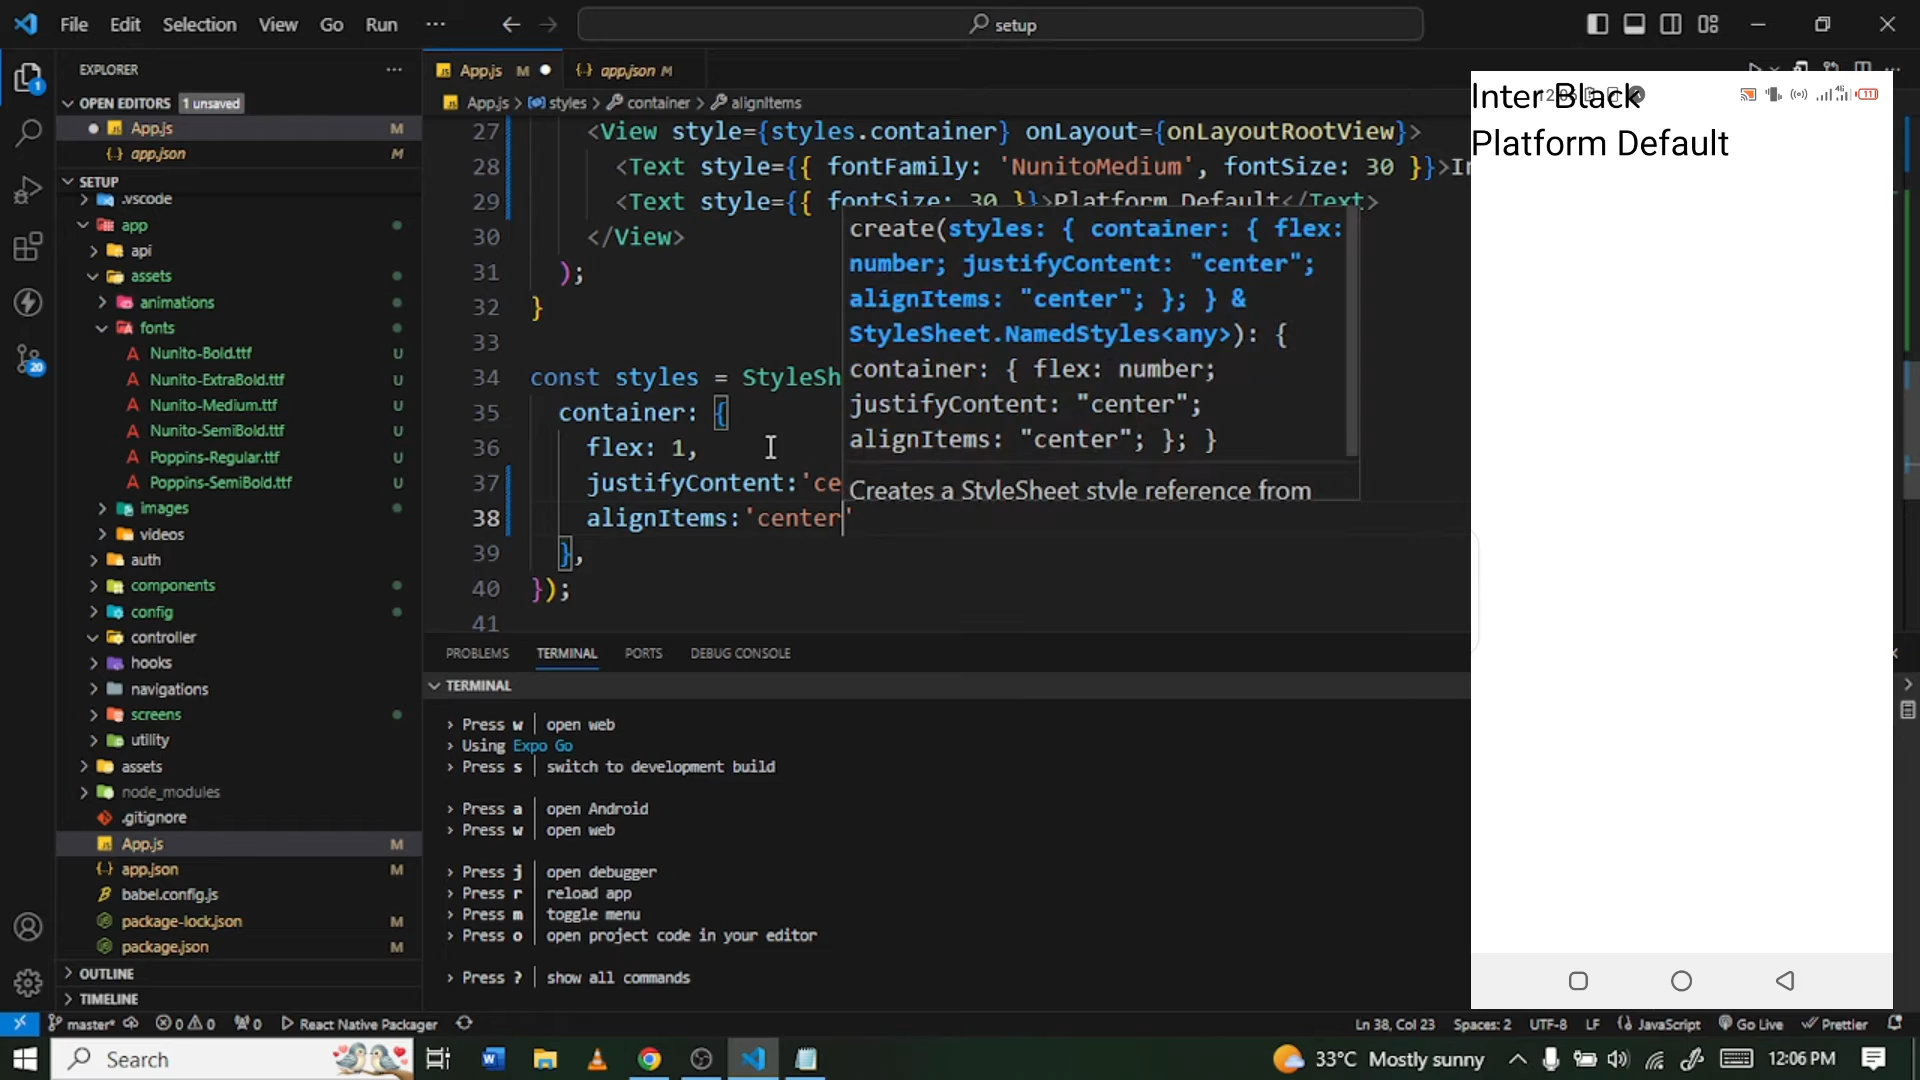 File Edit Selection View Go Run ···
setup
EXPLORER
OPEN EDITORS 1 unsaved
App.js M
app.json M
SETUP
.vscode
app
api
assets
animations
fonts
Nunito-Bold.ttf U
Nunito-ExtraBold.ttf U
Nunito-Medium.ttf U
Nunito-SemiBold.ttf U
Poppins-Regular.ttf U
Poppins-SemiBold.ttf U
images
videos
auth
components
config
controller
hooks
navigations
screens
utility
assets
node_modules
.gitignore
App.js M
app.json M
babel.config.js
package-lock.json M
package.json M
OUTLINE
TIMELINE
App.js M
app.json M
App.js > styles > container > alignItems
27 <View style={styles.container} onLayout={onLayoutRootView}>
28 <Text style={{ fontFamily: 'NunitoMedium', fontSize: 30 }}>I
29 <Text style={{ fontSize: 30 }}>Platform Default</Text>
30 </View>
31 );
32 }
33
34 const styles = StyleSh
35 container: {
36 flex: 1,
37 justifyContent:'ce
38 alignItems:'center'
39 },
40 });
41
create(styles: { container: { flex:
number; justifyContent: "center";
alignItems: "center"; }; } &
StyleSheet.NamedStyles<any>): {
container: { flex: number;
justifyContent: "center";
alignItems: "center"; }; }
Creates a StyleSheet style reference from
PROBLEMS TERMINAL PORTS DEBUG CONSOLE
TERMINAL
› Press w │ open web
› Using Expo Go
› Press s │ switch to development build
› Press a │ open Android
› Press w │ open web
› Press j │ open debugger
› Press r │ reload app
› Press m │ toggle menu
› Press o │ open project code in your editor
› Press ? │ show all commands
Inter Black
Platform Default
master* 0 0 0 React Native Packager
Ln 38, Col 23 Spaces: 2 UTF-8 LF JavaScript Go Live Prettier
Search
33°C Mostly sunny
12:06 PM